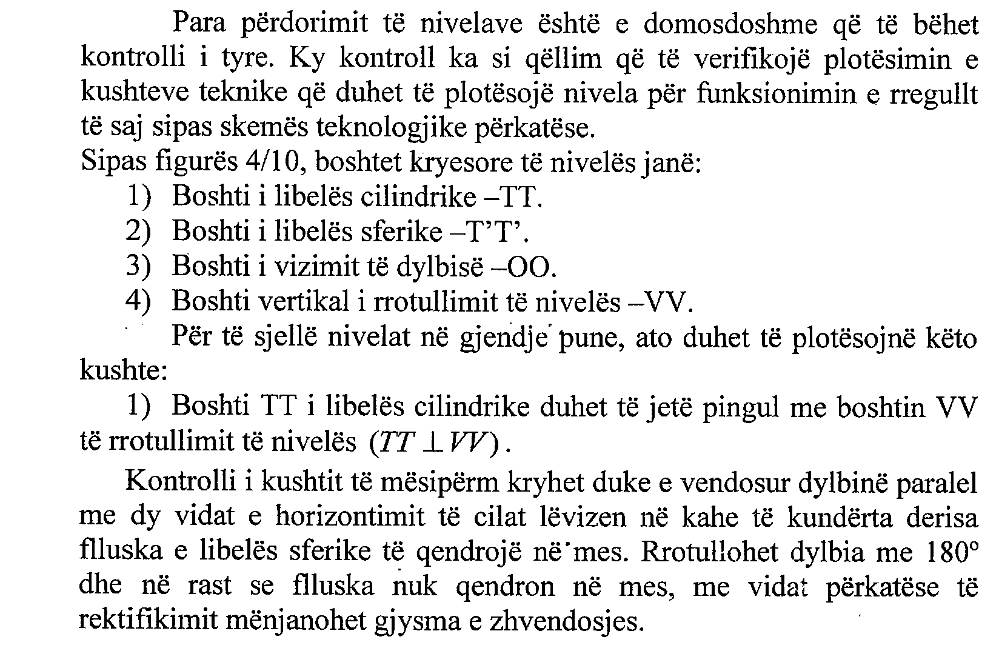 Para përdorimit të nivelave është e domosdoshme që të bëhet
kontrolli i tyre. Ky kontroll ka si qëllim që të verifikojë plotësimin e
kushteve teknike që duhet të plotësojë nivela për funksionimin e rregullt
të saj sipas skemës teknologjike përkatëse.
Sipas figurës 4/10, boshtet kryesore të nivelës janë:
1) Boshti i libelës cilindrike –TT.
2) Boshti i libelës sferike –T’T’.
3) Boshti i vizimit të dylbisë –OO.
4) Boshti vertikal i rrotullimit të nivelës –VV.
Për të sjellë nivelat në gjendje pune, ato duhet të plotësojnë këto
kushte:
1) Boshti TT i libelës cilindrike duhet të jetë pingul me boshtin VV
të rrotullimit të nivelës (TT ⊥ VV).
Kontrolli i kushtit të mësipërm kryhet duke e vendosur dylbinë paralel
me dy vidat e horizontimit të cilat lëvizen në kahe të kundërta derisa
flluska e libelës sferike të qendrojë në mes. Rrotullohet dylbia me 180°
dhe në rast se flluska nuk qendron në mes, me vidat përkatëse të
rektifikimit mënjanohet gjysma e zhvendosjes.